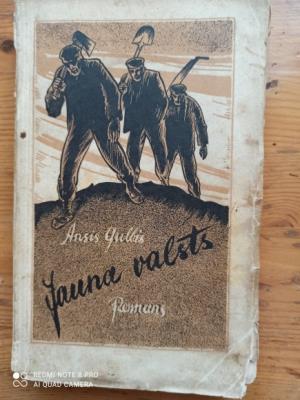 Ansis Gulbis
Jauna valsts
Romans
REDMI NOTE 8 PRO
AI QUAD CAMERA